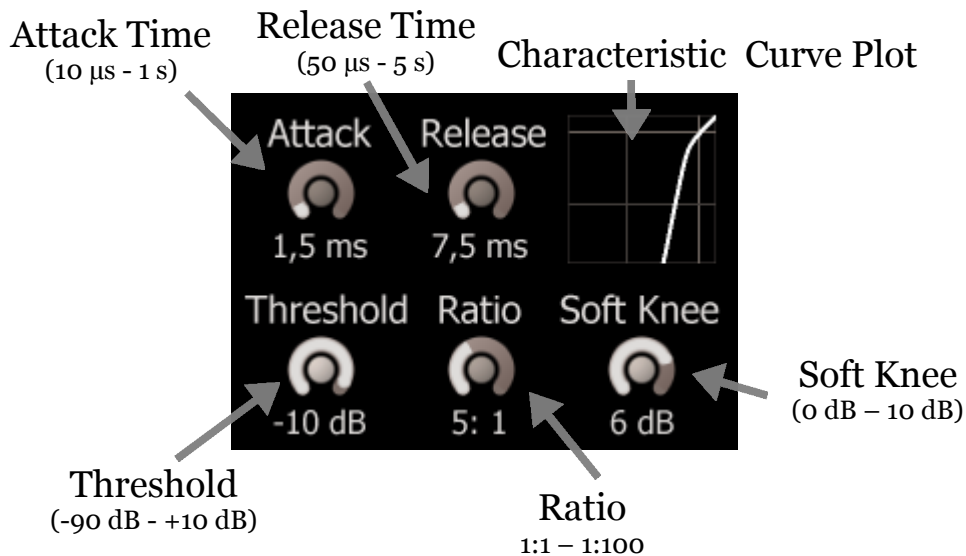 Attack Time
(10 µs - 1 s)
Release Time
(50 µs - 5 s)
Characteristic Curve Plot
Attack
Release
1,5 ms
7,5 ms
Threshold
Ratio
Soft Knee
-10 dB
5: 1
6 dB
Soft Knee
(0 dB – 10 dB)
Threshold
(-90 dB - +10 dB)
Ratio
1:1 – 1:100